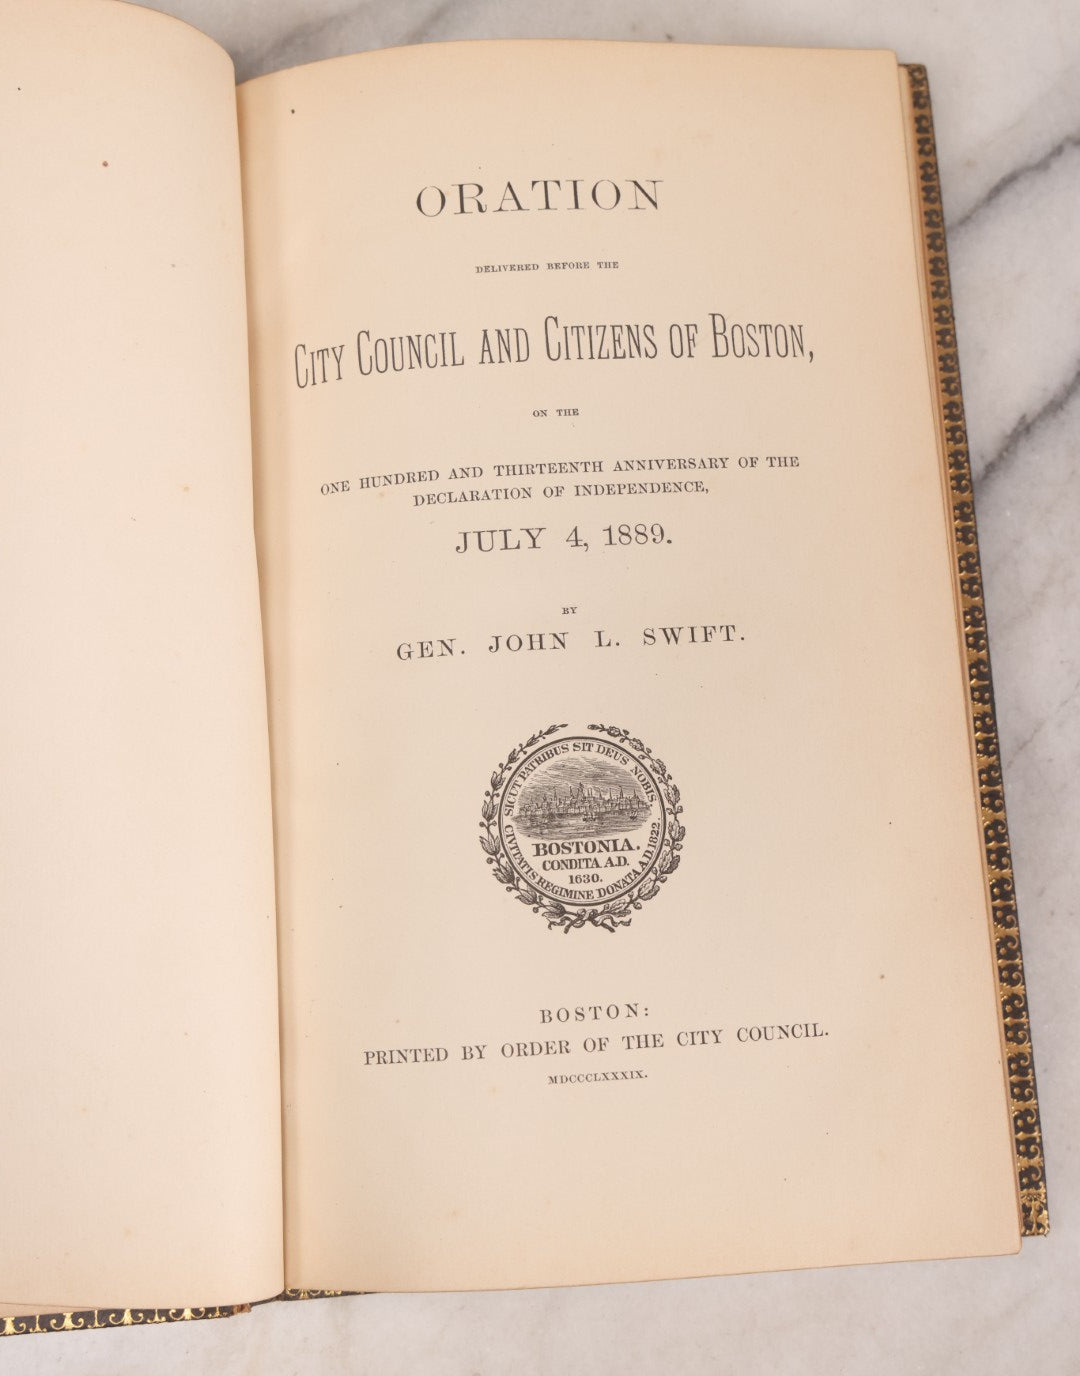 ORATION
DELIVERED BEFORE THE
CITY COUNCIL AND CITIZENS OF BOSTON,
ON THE
ONE HUNDRED AND THIRTEENTH ANNIVERSARY OF THE
DECLARATION OF INDEPENDENCE,
JULY 4, 1889.
BY
GEN. JOHN L. SWIFT.
SICUT PATRIBUS SIT DEUS NOBIS.
BOSTONIA.
CONDITA A.D.
1630.
CIVITATIS REGIMINE DONATA A.D. 1822.
BOSTON:
PRINTED BY ORDER OF THE CITY COUNCIL.
MDCCCLXXXIX.